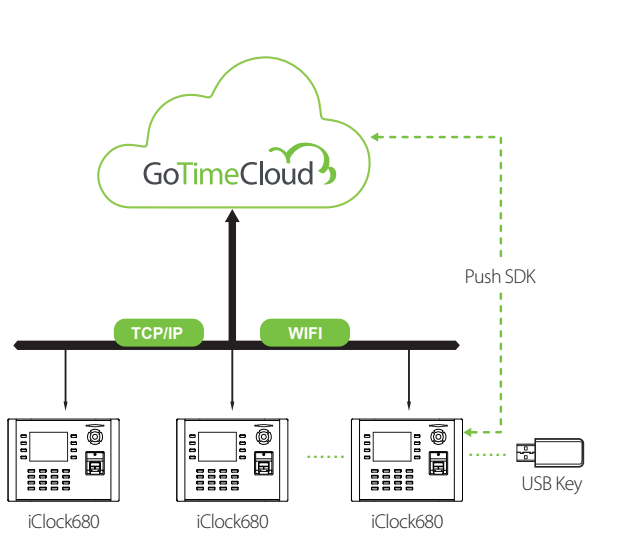 GoTimeCloud
Push SDK
TCP/IP
WIFI
USB Key
iClock680
iClock680
iClock680